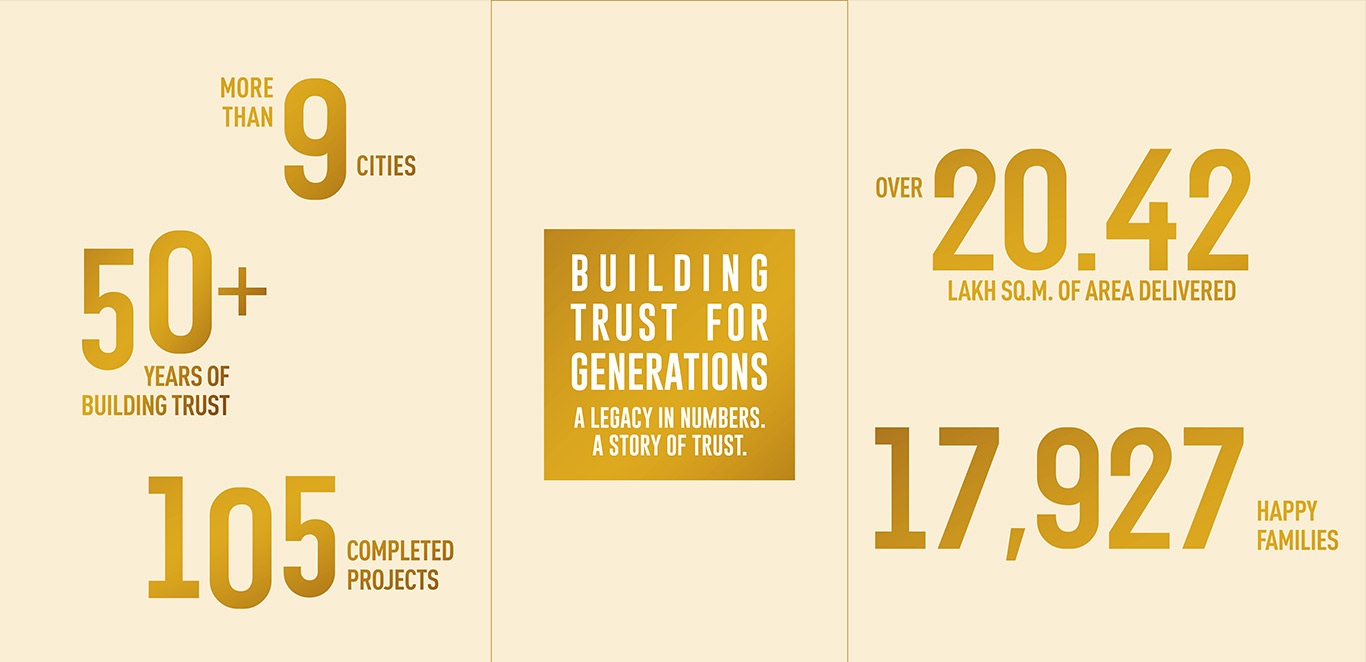 MORE
THAN
9
CITIES
50+
YEARS OF
BUILDING TRUST
105
COMPLETED
PROJECTS
BUILDING
TRUST FOR
GENERATIONS
A LEGACY IN NUMBERS.
A STORY OF TRUST.
OVER 20.42
LAKH SQ.M. OF AREA DELIVERED
17,927
HAPPY
FAMILIES